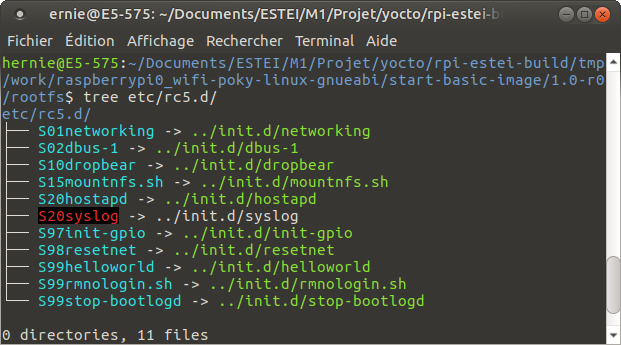 ernie@E5-575: ~/Documents/ESTEI/M1/Projet/yocto/rpi-estei-b
Fichier Édition Affichage Rechercher Terminal Aide
hernie@E5-575:~/Documents/ESTEI/M1/Projet/yocto/rpi-estei-build/tmp
/work/raspberrypi0_wifi-poky-linux-gnueabi/start-basic-image/1.0-r0
/rootfs$ tree etc/rc5.d/
etc/rc5.d/
├── S01networking -> ../init.d/networking
├── S02dbus-1 -> ../init.d/dbus-1
├── S10dropbear -> ../init.d/dropbear
├── S15mountnfs.sh -> ../init.d/mountnfs.sh
├── S20hostapd -> ../init.d/hostapd
├── S20syslog -> ../init.d/syslog
├── S97init-gpio -> ../init.d/init-gpio
├── S98resetnet -> ../init.d/resetnet
├── S99helloworld -> ../init.d/helloworld
├── S99rmnologin.sh -> ../init.d/rmnologin.sh
└── S99stop-bootlogd -> ../init.d/stop-bootlogd
0 directories, 11 files